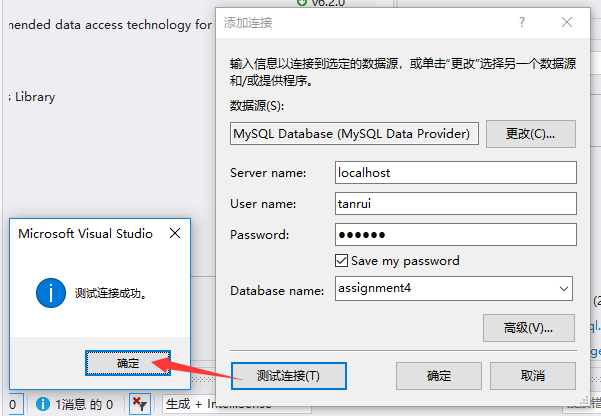 v6.2.0
mended data access technology for
s Library
添加连接
输入信息以连接到选定的数据源，或单击“更改”选择另一个数据源
和/或提供程序。
数据源(S):
MySQL Database (MySQL Data Provider)
更改(C)...
Server name:
localhost
User name:
tanrui
Password:
●●●●●●
Save my password
Database name:
assignment4
高级(V)...
测试连接(T)
确定
取消
Microsoft Visual Studio
测试连接成功。
确定
0
1消息 的 0
生成 + IntelliSense